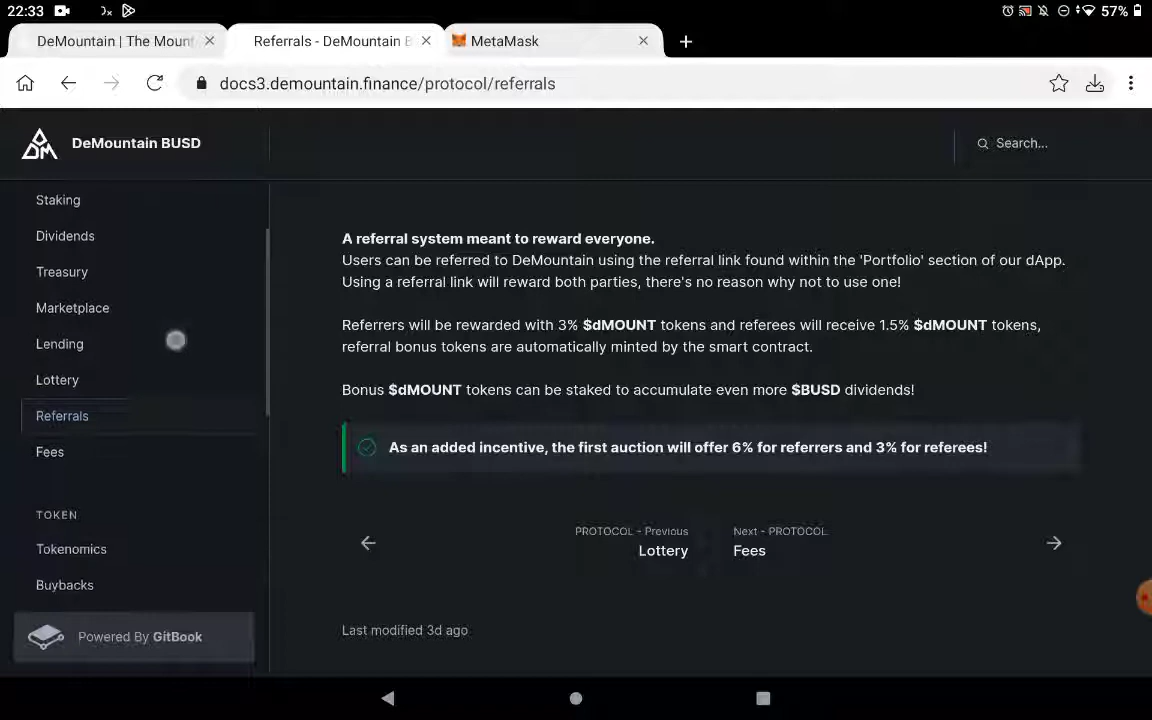 22:33
57%
DeMountain | The Mount
Referrals - DeMountain B
MetaMask
docs3.demountain.finance/protocol/referrals
DeMountain BUSD
Search...
Staking
Dividends
Treasury
Marketplace
Lending
Lottery
Referrals
Fees
TOKEN
Tokenomics
Buybacks
Powered By GitBook
A referral system meant to reward everyone.
Users can be referred to DeMountain using the referral link found within the 'Portfolio' section of our dApp.
Using a referral link will reward both parties, there's no reason why not to use one!
Referrers will be rewarded with 3% $dMOUNT tokens and referees will receive 1.5% $dMOUNT tokens,
referral bonus tokens are automatically minted by the smart contract.
Bonus $dMOUNT tokens can be staked to accumulate even more $BUSD dividends!
As an added incentive, the first auction will offer 6% for referrers and 3% for referees!
PROTOCOL - Previous
Lottery
Next - PROTOCOL
Fees
Last modified 3d ago